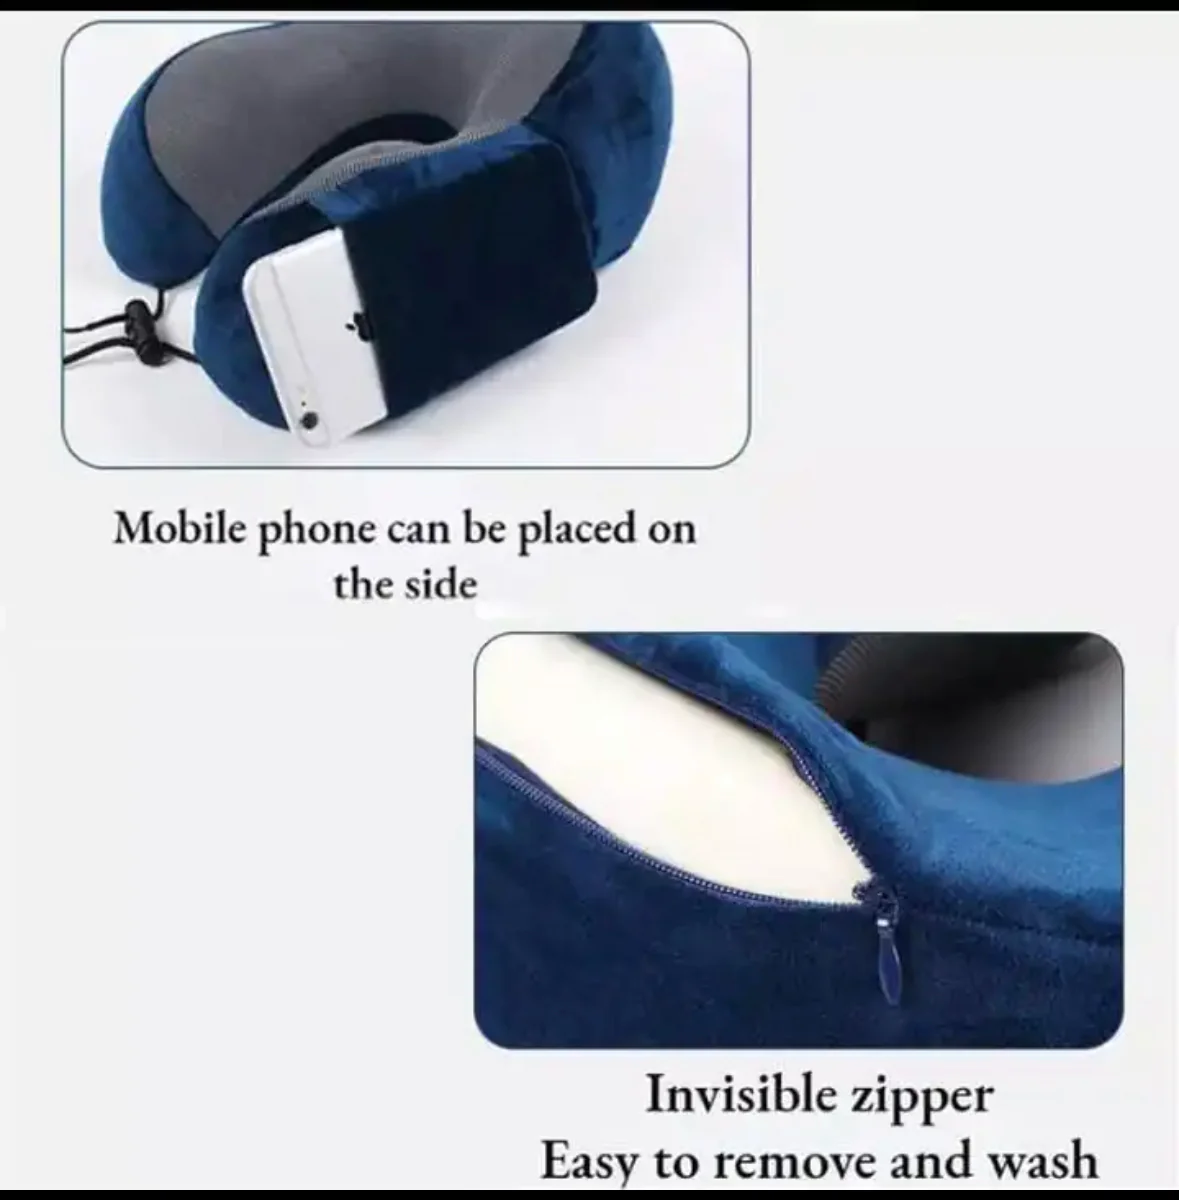 Mobile phone can be placed on
the side
Invisible zipper
Easy to remove and wash